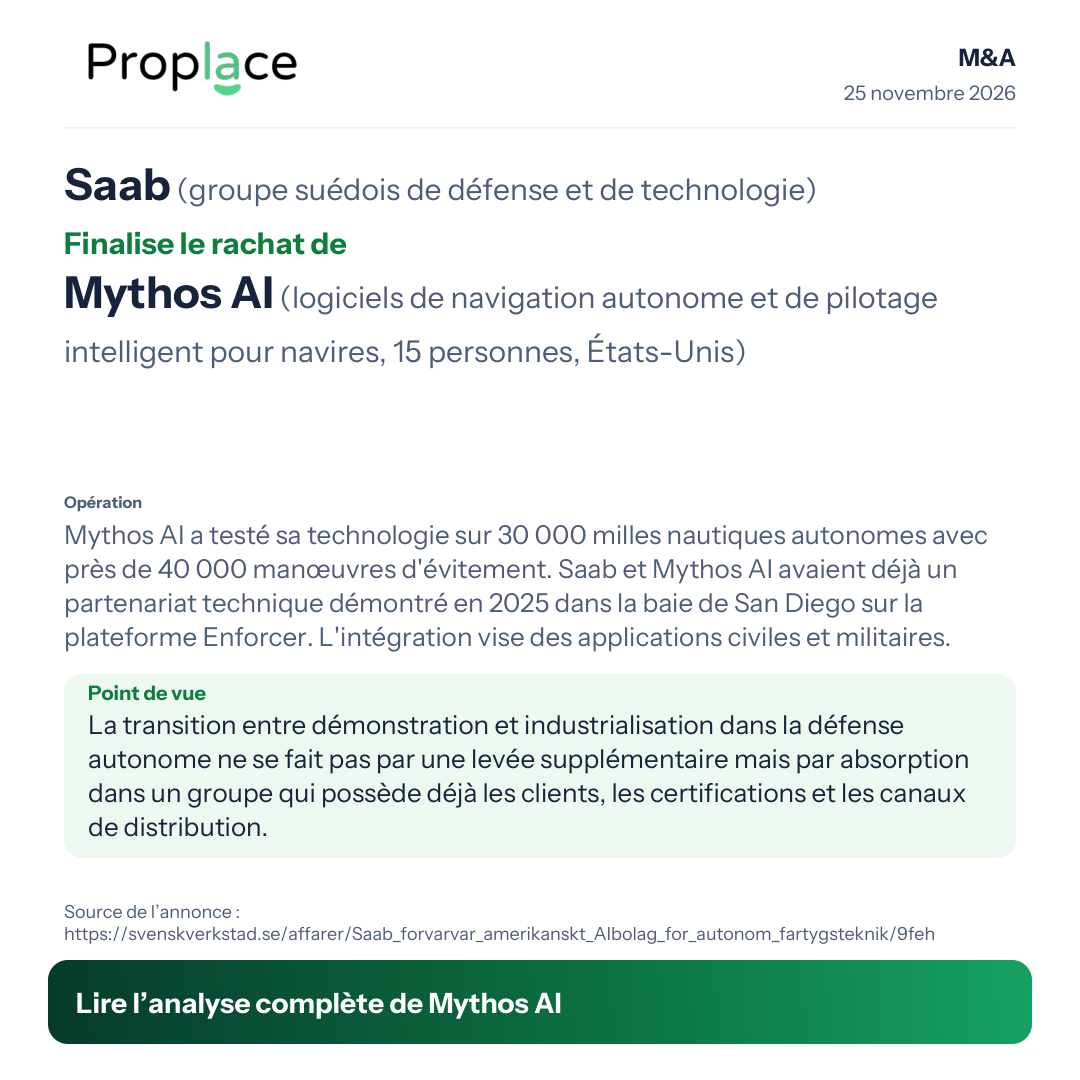 Proplace
M&A
25 novembre 2026
Saab (groupe suédois de défense et de technologie)
Finalise le rachat de
Mythos AI (logiciels de navigation autonome et de pilotage
intelligent pour navires, 15 personnes, États-Unis)
Opération
Mythos AI a testé sa technologie sur 30 000 milles nautiques autonomes avec
près de 40 000 manœuvres d'évitement. Saab et Mythos AI avaient déjà un
partenariat technique démontré en 2025 dans la baie de San Diego sur la
plateforme Enforcer. L'intégration vise des applications civiles et militaires.
Point de vue
La transition entre démonstration et industrialisation dans la défense
autonome ne se fait pas par une levée supplémentaire mais par absorption
dans un groupe qui possède déjà les clients, les certifications et les canaux
de distribution.
Source de l’annonce :
https://svenskverkstad.se/affarer/Saab_forvarvar_amerikanskt_AIbolag_for_autonom_fartygsteknik/9feh
Lire l’analyse complète de Mythos AI